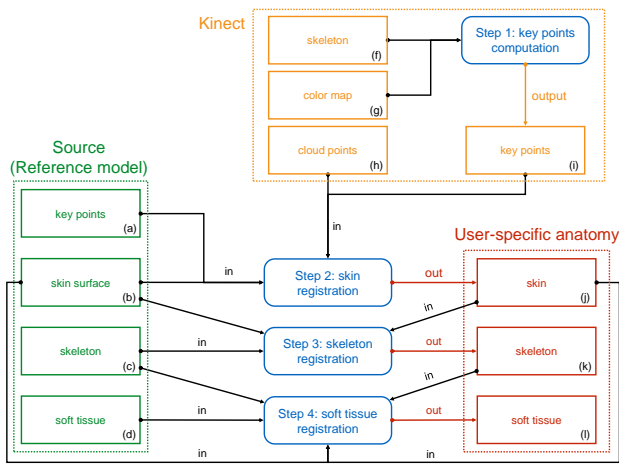 Kinect
skeleton
(f)
Step 1: key points
computation
color map
(g)
output
cloud points
(h)
key points
(i)
Source
(Reference model)
key points
(a)
in
User-specific anatomy
skin surface
(b)
in
Step 2: skin
registration
out
skin
(j)
in
skeleton
(c)
in
Step 3: skeleton
registration
out
skeleton
(k)
in
soft tissue
(d)
in
Step 4: soft tissue
registration
out
soft tissue
(l)
in
in